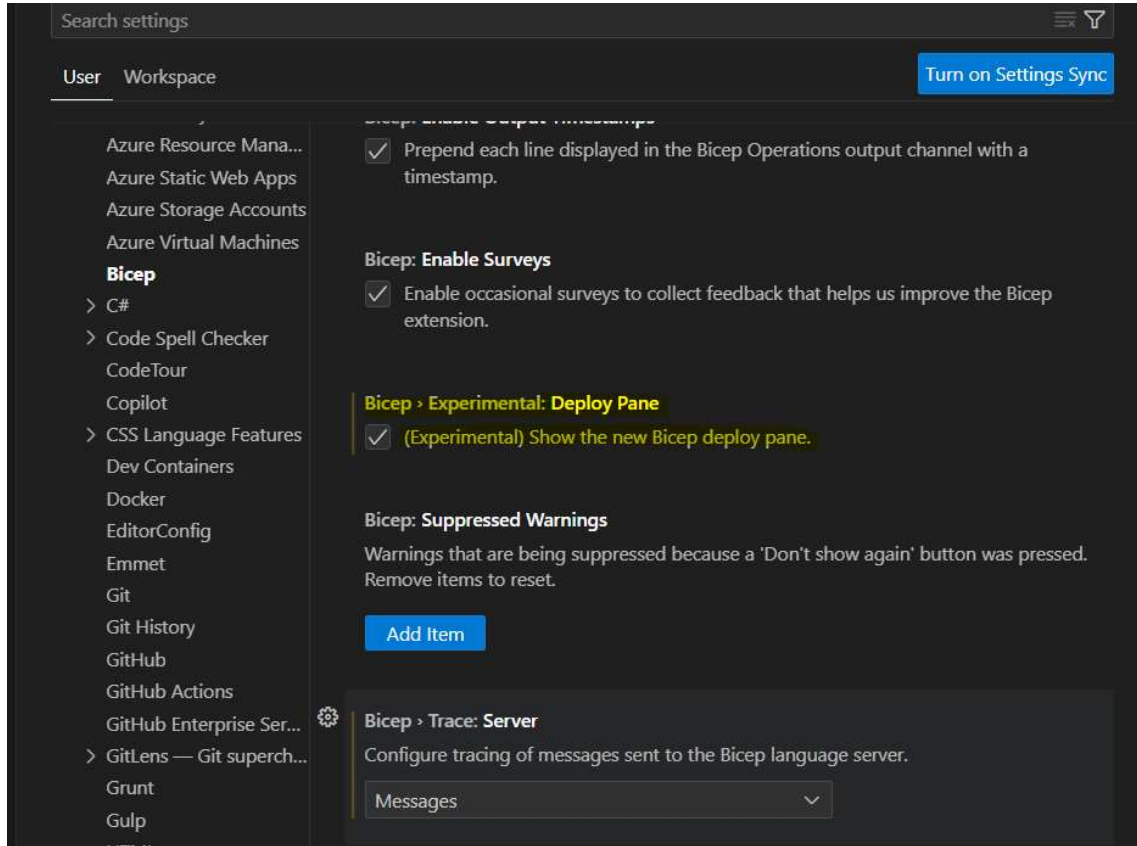 Search settings
User Workspace
Turn on Settings Sync
Azure Resource Mana...
Azure Static Web Apps
Azure Storage Accounts
Azure Virtual Machines
Bicep
C#
Code Spell Checker
CodeTour
Copilot
CSS Language Features
Dev Containers
Docker
EditorConfig
Emmet
Git
Git History
GitHub
GitHub Actions
GitHub Enterprise Ser...
GitLens — Git superch...
Grunt
Gulp
Bicep: Enable Output Timestamps
Prepend each line displayed in the Bicep Operations output channel with a
timestamp.
Bicep: Enable Surveys
Enable occasional surveys to collect feedback that helps us improve the Bicep
extension.
Bicep › Experimental: Deploy Pane
(Experimental) Show the new Bicep deploy pane.
Bicep: Suppressed Warnings
Warnings that are being suppressed because a 'Don't show again' button was pressed.
Remove items to reset.
Add Item
Bicep › Trace: Server
Configure tracing of messages sent to the Bicep language server.
Messages